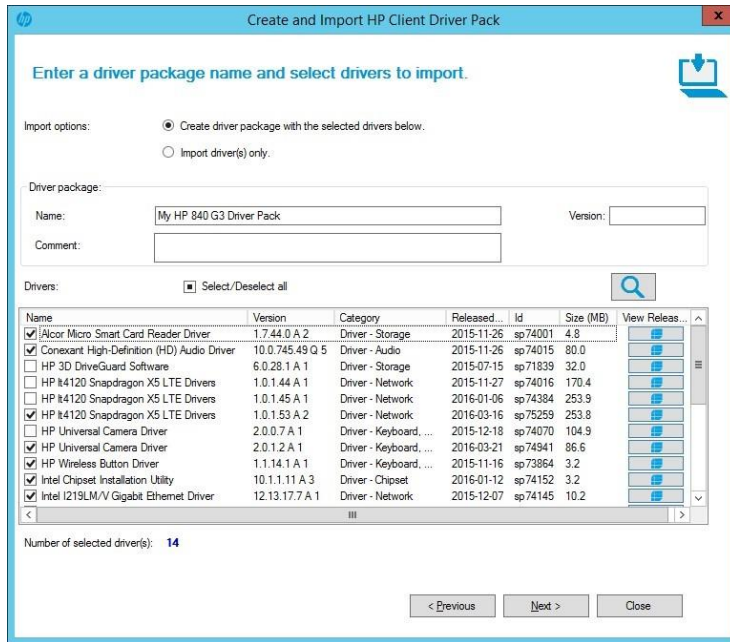 hp
Create and Import HP Client Driver Pack
x
Enter a driver package name and select drivers to import.
Import options:
Create driver package with the selected drivers below.
Import driver(s) only.
Driver package:
Name: My HP 840 G3 Driver Pack Version:
Comment:
Drivers: Select/Deselect all
Name Version Category Released... Id Size (MB) View Releas...
Alcor Micro Smart Card Reader Driver 1.7.44.0 A 2 Driver - Storage 2015-11-26 sp74001 4.8
Conexant High-Definition (HD) Audio Driver 10.0.745.49 Q 5 Driver - Audio 2015-11-26 sp74015 80.0
HP 3D DriveGuard Software 6.0.28.1 A 1 Driver - Storage 2015-07-15 sp71839 32.0
HP lt4120 Snapdragon X5 LTE Drivers 1.0.1.44 A 1 Driver - Network 2015-11-27 sp74016 170.4
HP lt4120 Snapdragon X5 LTE Drivers 1.0.1.45 A 1 Driver - Network 2016-01-06 sp74384 253.9
HP lt4120 Snapdragon X5 LTE Drivers 1.0.1.53 A 2 Driver - Network 2016-03-16 sp75259 253.8
HP Universal Camera Driver 2.0.0.7 A 1 Driver - Keyboard, ... 2015-12-18 sp74070 104.9
HP Universal Camera Driver 2.0.1.2 A 1 Driver - Keyboard, ... 2016-03-21 sp74941 86.6
HP Wireless Button Driver 1.1.14.1 A 1 Driver - Keyboard, ... 2015-11-16 sp73864 3.2
Intel Chipset Installation Utility 10.1.1.11 A 3 Driver - Chipset 2016-01-12 sp74152 3.2
Intel I219LM/V Gigabit Ethernet Driver 12.13.17.7 A 1 Driver - Network 2015-12-07 sp74145 10.2
Number of selected driver(s): 14
< Previous Next > Close